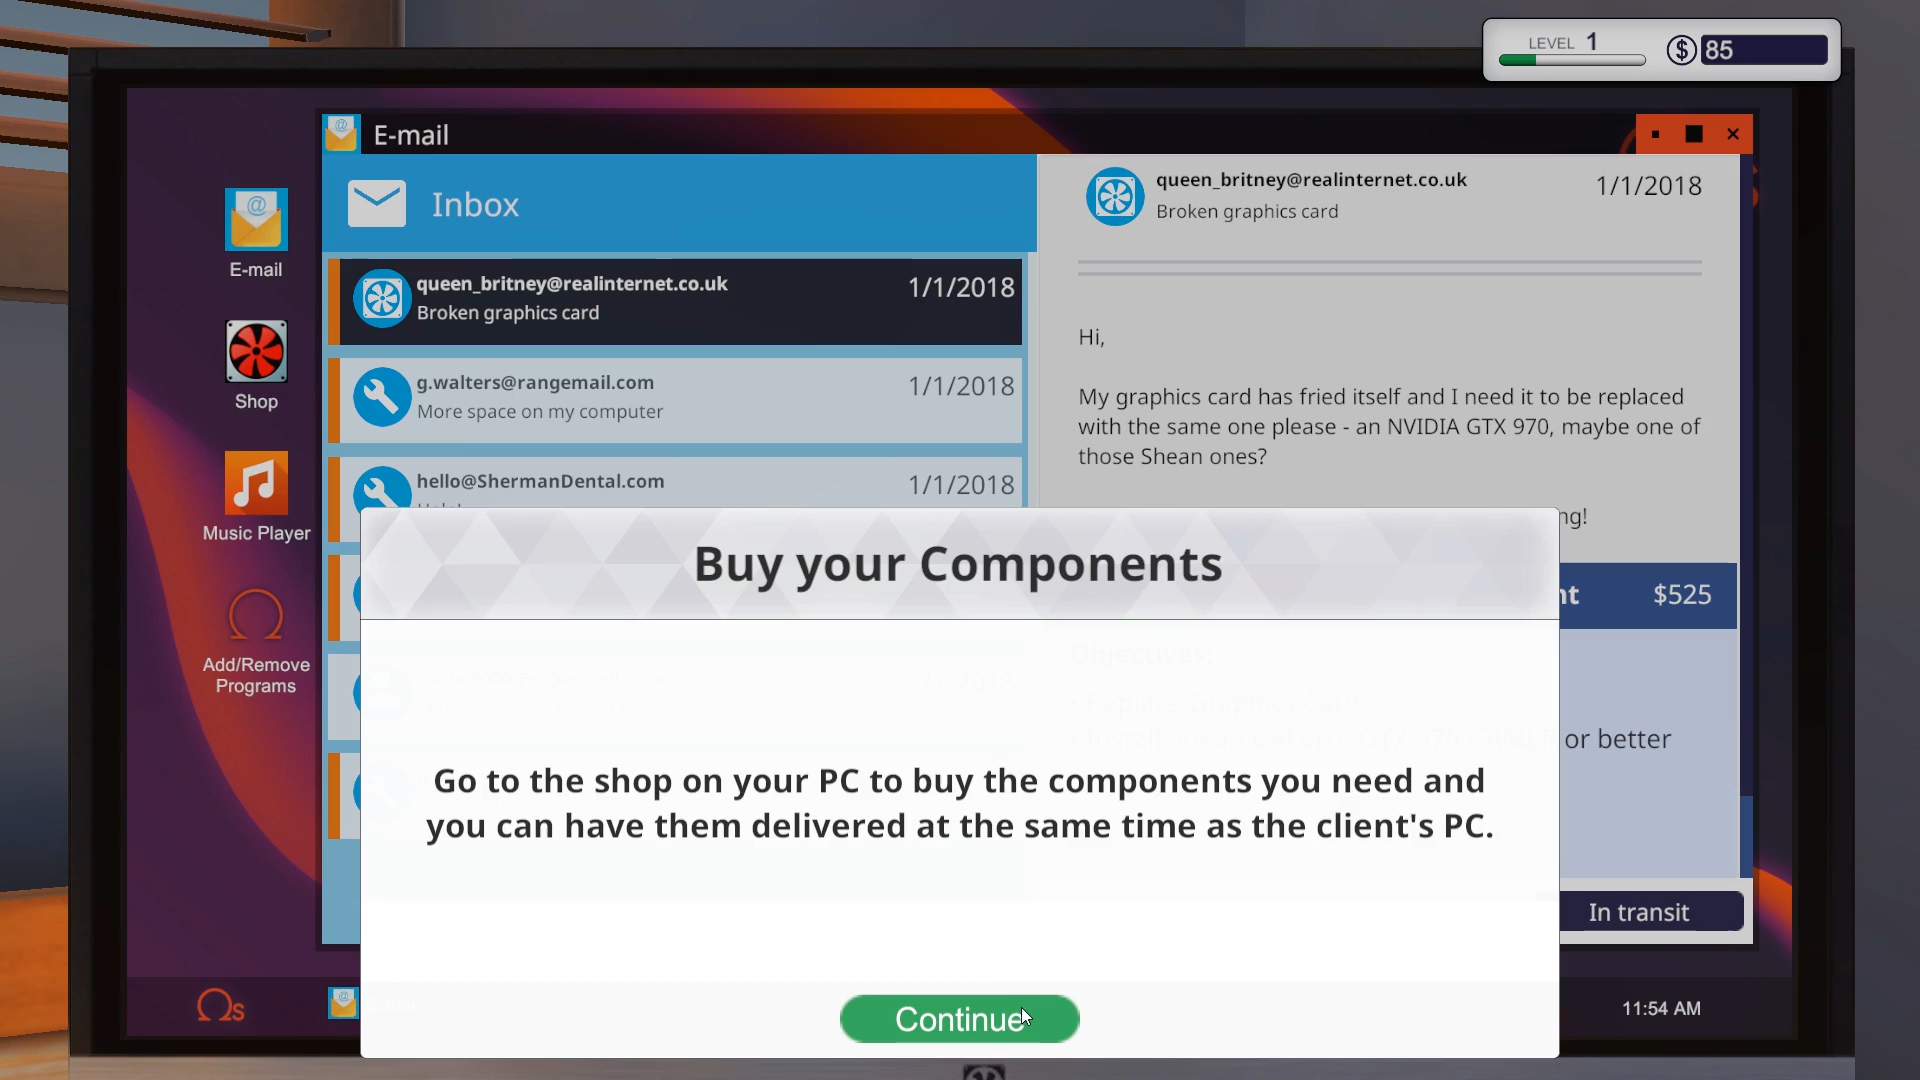 LEVEL 1
$ 85
E-mail
Inbox
queen_britney@realinternet.co.uk
1/1/2018
Broken graphics card
g.walters@rangemail.com
1/1/2018
More space on my computer
hello@ShermanDental.com
1/1/2018
E-mail
Shop
Music Player
Add/Remove
Programs
queen_britney@realinternet.co.uk
1/1/2018
Broken graphics card
Hi,
My graphics card has fried itself and I need it to be replaced
with the same one please - an NVIDIA GTX 970, maybe one of
those Shean ones?
ng!
nt $525
Objectives:
or better
In transit
Buy your Components
Go to the shop on your PC to buy the components you need and
you can have them delivered at the same time as the client's PC.
Continue
Ωs
11:54 AM